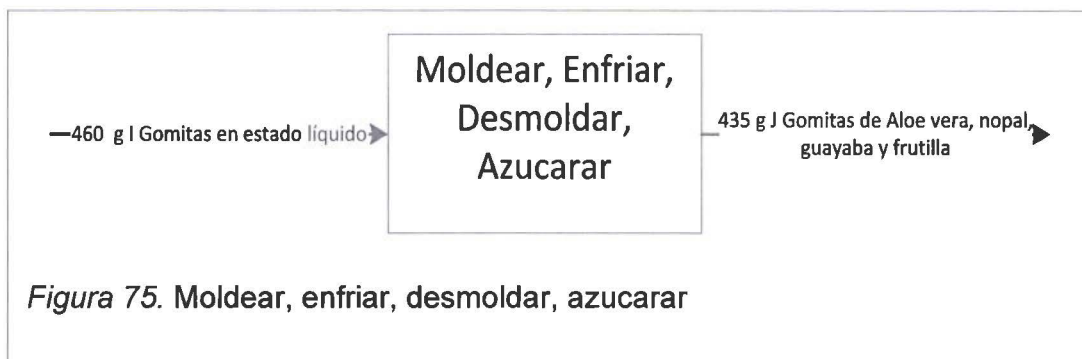 460 g I Gomitas en estado líquido
Moldear, Enfriar,
Desmoldar,
Azucarar
435 g J Gomitas de Aloe vera, nopal,
guayaba y frutilla
Figura 75. Moldear, enfriar, desmoldar, azucarar